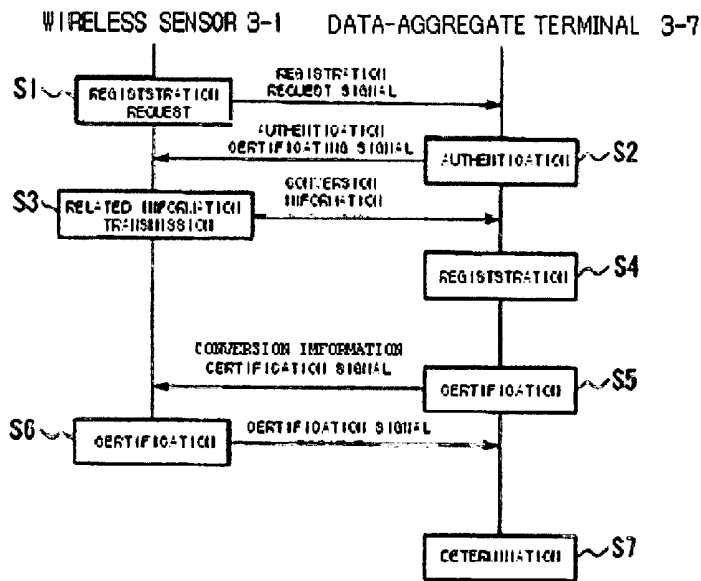 WIRELESS SENSOR 3-1 DATA-AGGREGATE TERMINAL 3-7
S1
REGISTSTRATION
REQUEST
REGISTRATION
REQUEST SIGNAL
AUTHENTICATION
CERTIFICATING SIGNAL
AUTHENTICATION
S2
S3
RELATED INFORMATION
TRANSMISSION
CONVERSION
INFORMATION
REGISTSTRATION
S4
CONVERSION INFORMATION
CERTIFICATION SIGNAL
CERTIFICATION
S5
S6
CERTIFICATION
CERTIFICATION SIGNAL
DETERMINATION
S7